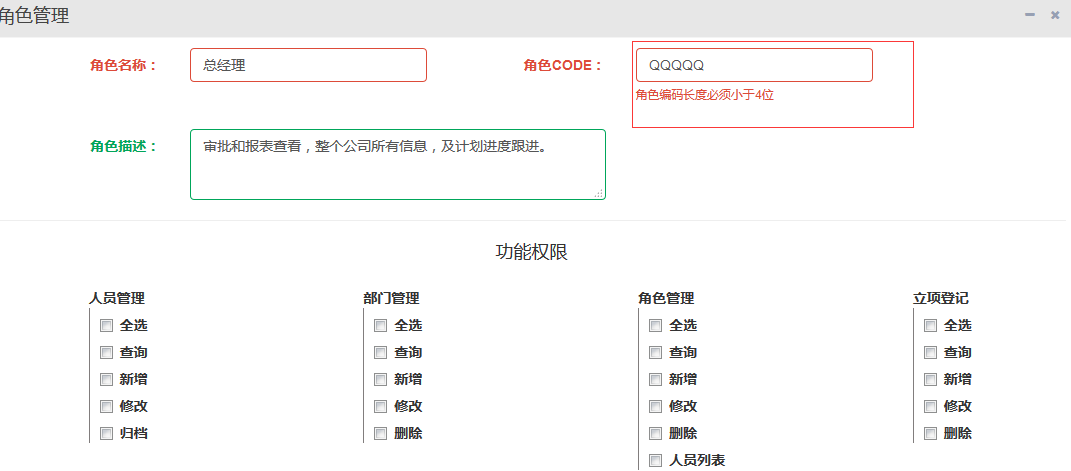 角色管理
角色名称： 总经理 角色CODE： QQQQQ
角色编码长度必须小于4位
角色描述： 审批和报表查看，整个公司所有信息，及计划进度跟进。
功能权限
人员管理 部门管理 角色管理 立项登记
全选 全选 全选 全选
查询 查询 查询 查询
新增 新增 新增 新增
修改 修改 修改 修改
归档 删除 删除 删除
人员列表